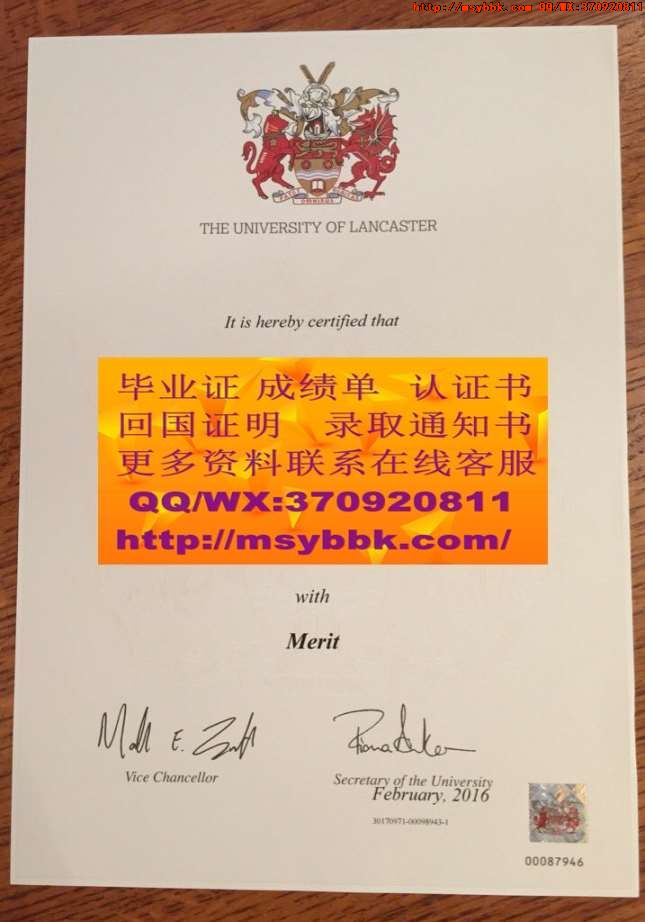 http://msybbk.com QQ/WX:370920811
THE UNIVERSITY OF LANCASTER
It is hereby certified that
毕业证 成绩单 认证书
回国证明 录取通知书
更多资料联系在线客服
QQ/WX:370920811
http://msybbk.com/
with
Merit
Vice Chancellor
Secretary of the University
February, 2016
30170971-00098943-1
00087946